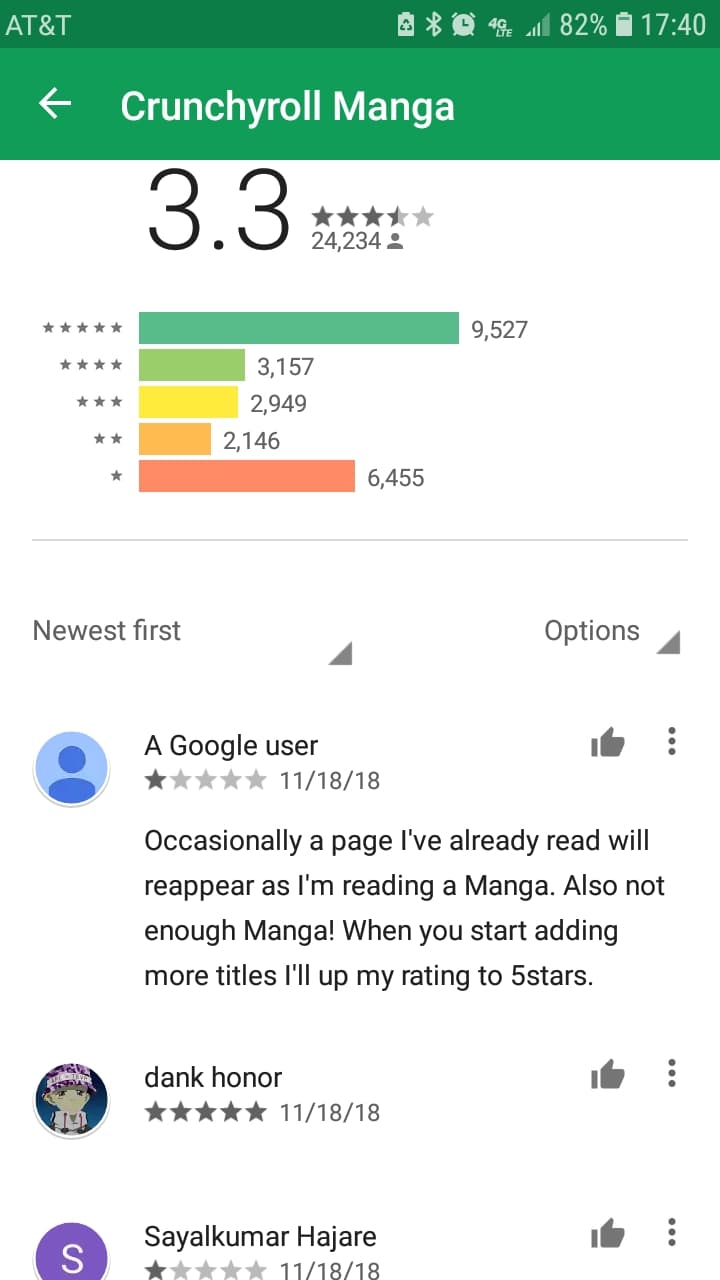 AT&T 4G LTE 82% 17:40
Crunchyroll Manga
3.3
24,234
9,527
3,157
2,949
2,146
6,455
Newest first Options
A Google user
11/18/18
Occasionally a page I've already read will
reappear as I'm reading a Manga. Also not
enough Manga! When you start adding
more titles I'll up my rating to 5stars.
dank honor
11/18/18
S
Sayalkumar Hajare
11/18/18